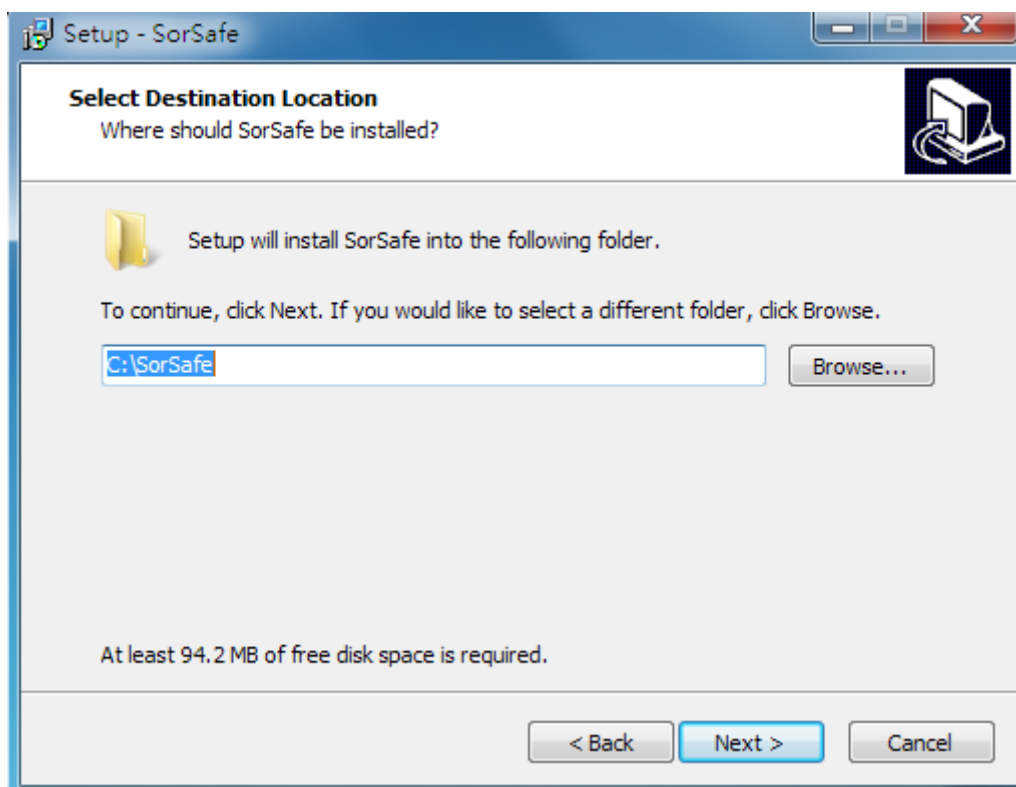 Setup - SorSafe
Select Destination Location
Where should SorSafe be installed?
Setup will install SorSafe into the following folder.
To continue, click Next. If you would like to select a different folder, click Browse.
C:\SorSafe
Browse...
At least 94.2 MB of free disk space is required.
< Back
Next >
Cancel